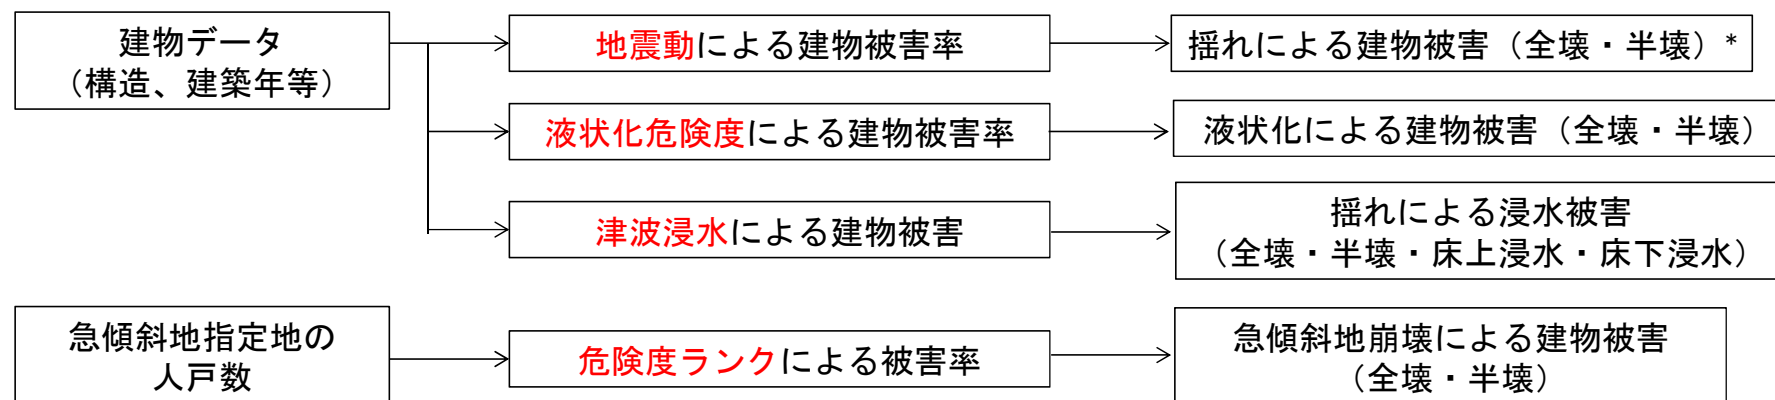 建物データ
（構造、建築年等）
地震動による建物被害率
揺れによる建物被害（全壊・半壊）*
液状化危険度による建物被害率
液状化による建物被害（全壊・半壊）
津波浸水による建物被害
揺れによる浸水被害
（全壊・半壊・床上浸水・床下浸水）
急傾斜地指定地の
人戸数
危険度ランクによる被害率
急傾斜地崩壊による建物被害
（全壊・半壊）